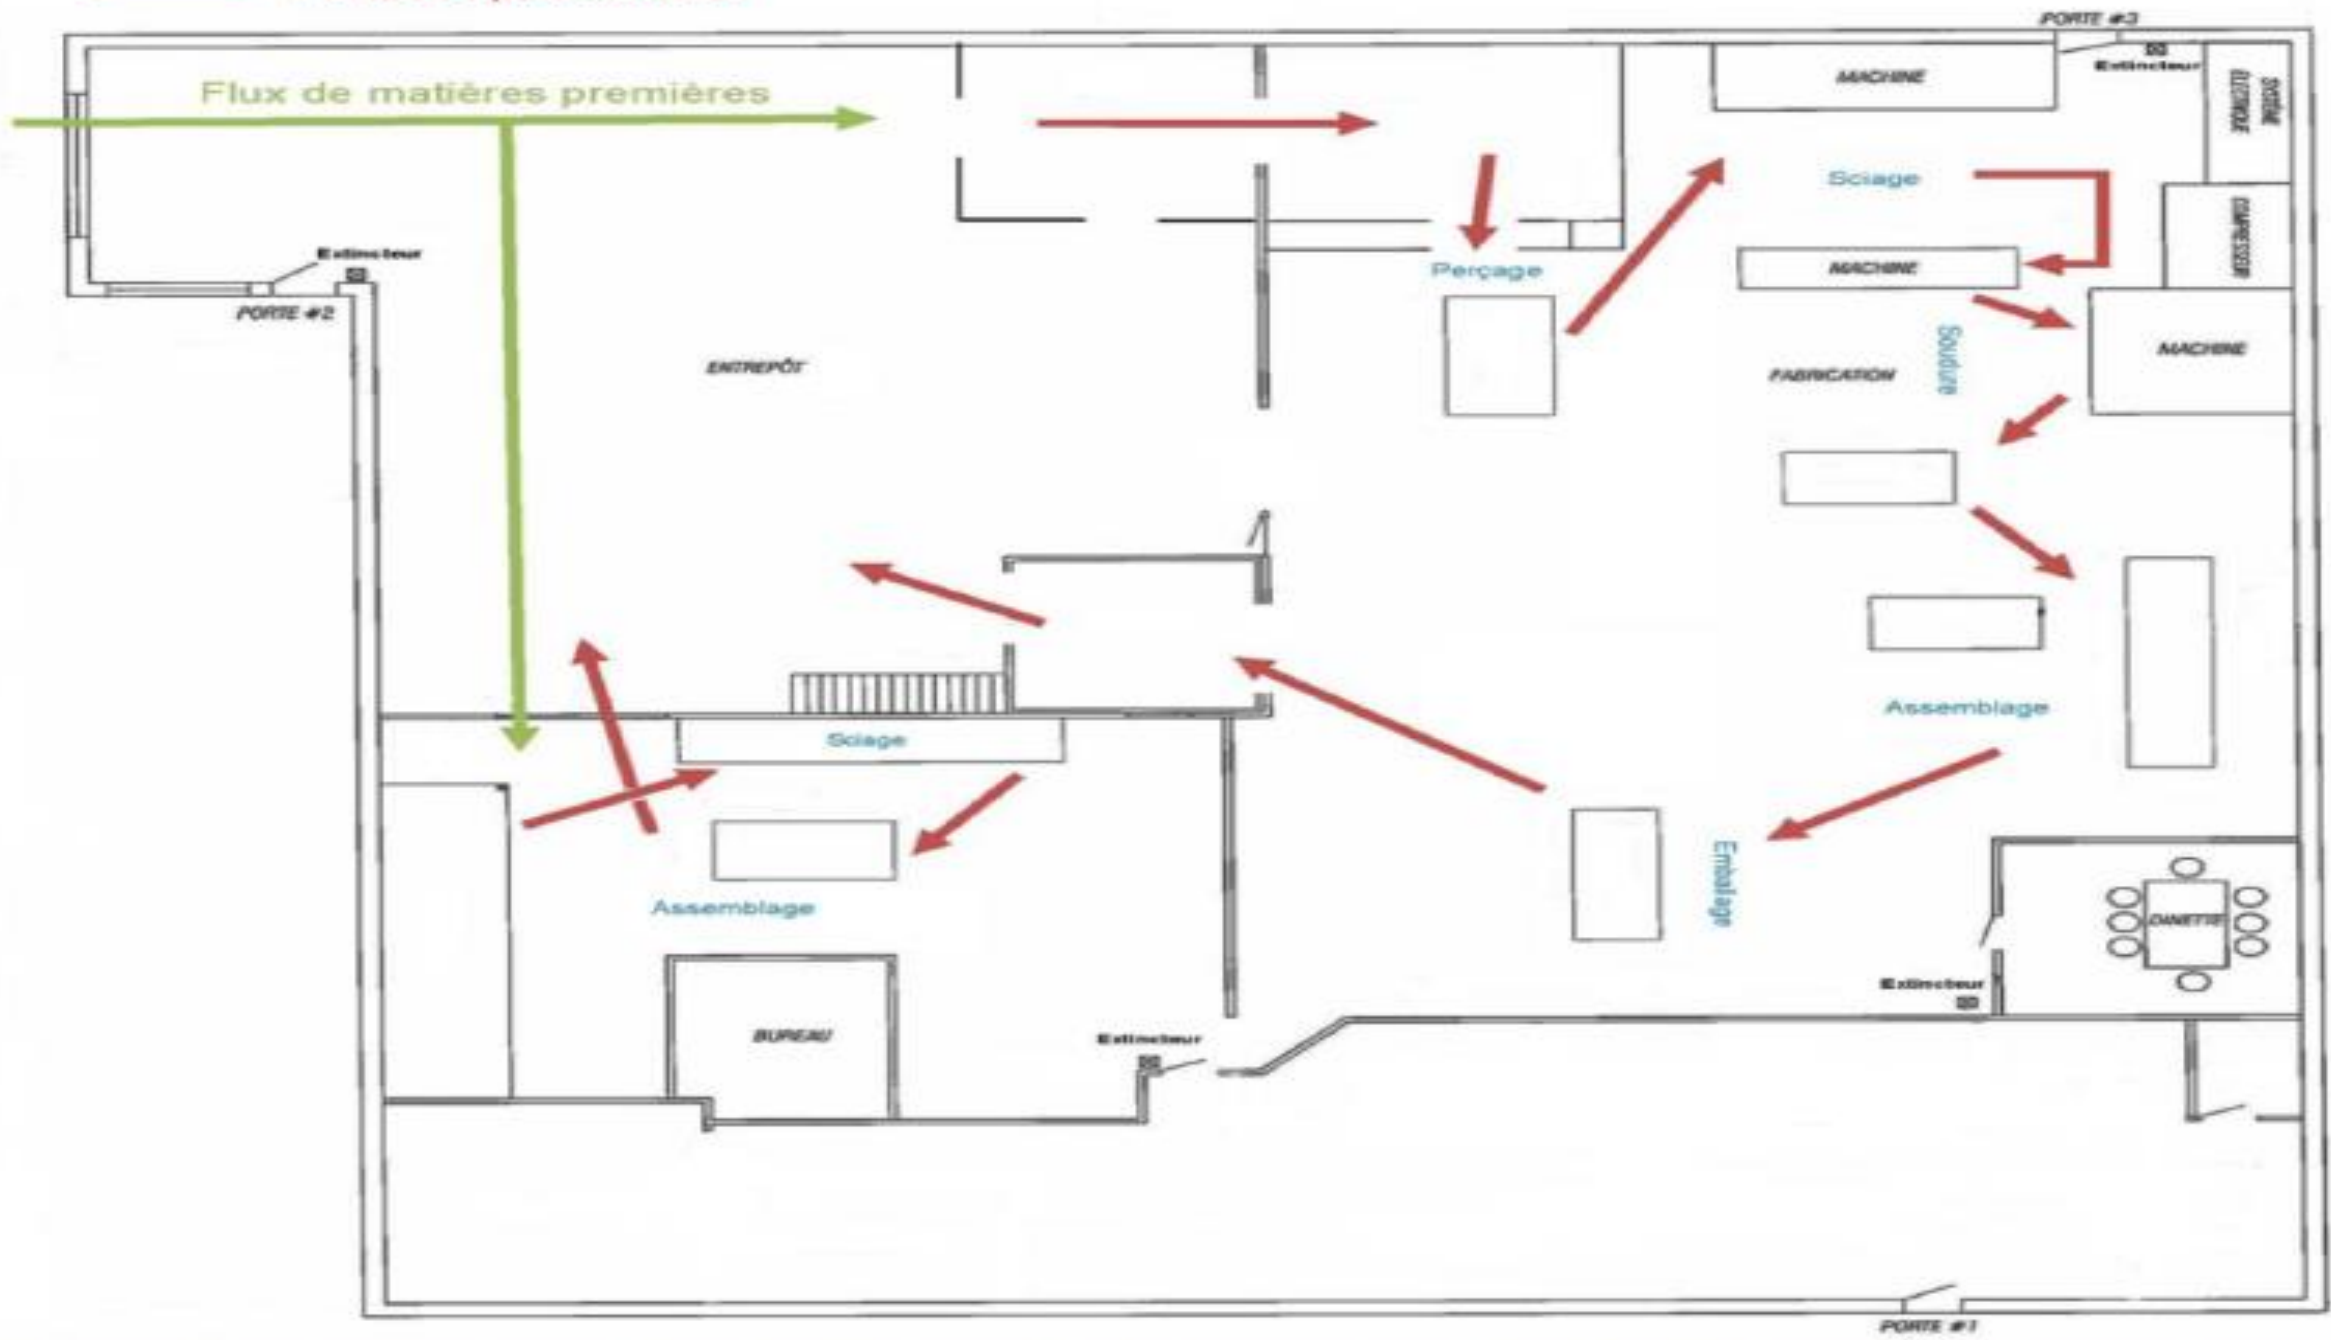 PORTE #3
Flux de matières premières
MACHINE
Extincteur
SYSTÈME
ÉLECTRIQUE
Sciage
COMPRESSEUR
Extincteur
Perçage
MACHINE
PORTE #2
Soudure
MACHINE
ENTREPÔT
FABRICATION
Assemblage
Sciage
Emballage
Assemblage
DINETTE
Extincteur
BUREAU
Extincteur
PORTE #1